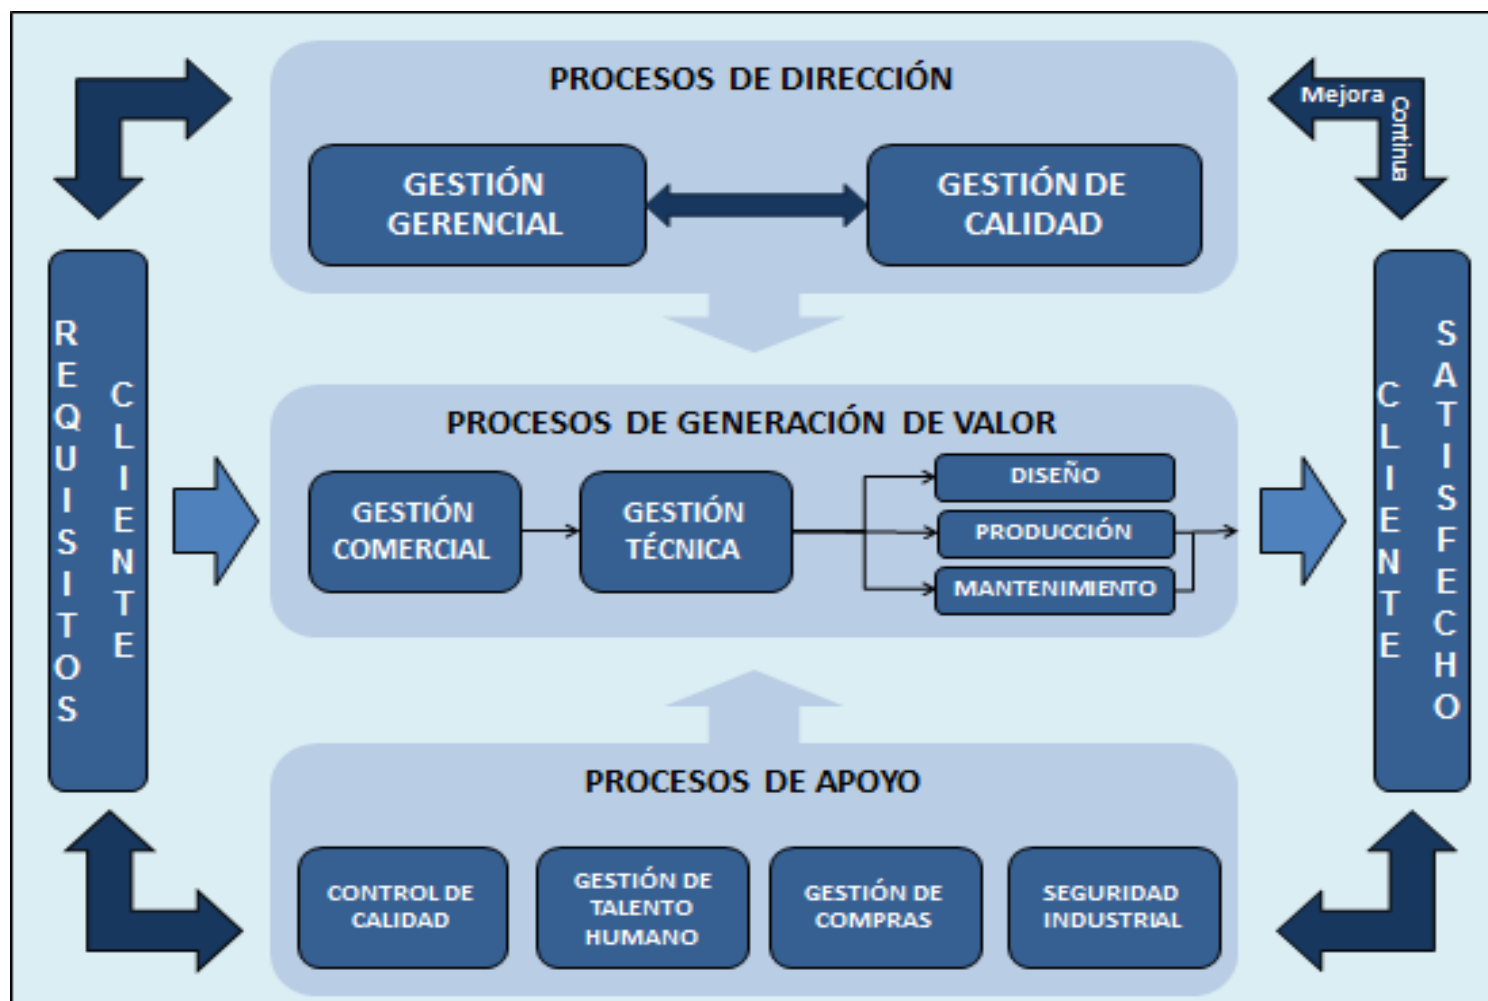 PROCESOS DE DIRECCIÓN
Mejora
Continua
GESTIÓN
GERENCIAL
GESTIÓN DE
CALIDAD
REQUISITOS
CLIENTE
PROCESOS DE GENERACIÓN DE VALOR
GESTIÓN
COMERCIAL
GESTIÓN
TÉCNICA
DISEÑO
PRODUCCIÓN
MANTENIMIENTO
CLIENTE
SATISFECHO
PROCESOS DE APOYO
CONTROL DE
CALIDAD
GESTIÓN DE
TALENTO
HUMANO
GESTIÓN DE
COMPRAS
SEGURIDAD
INDUSTRIAL